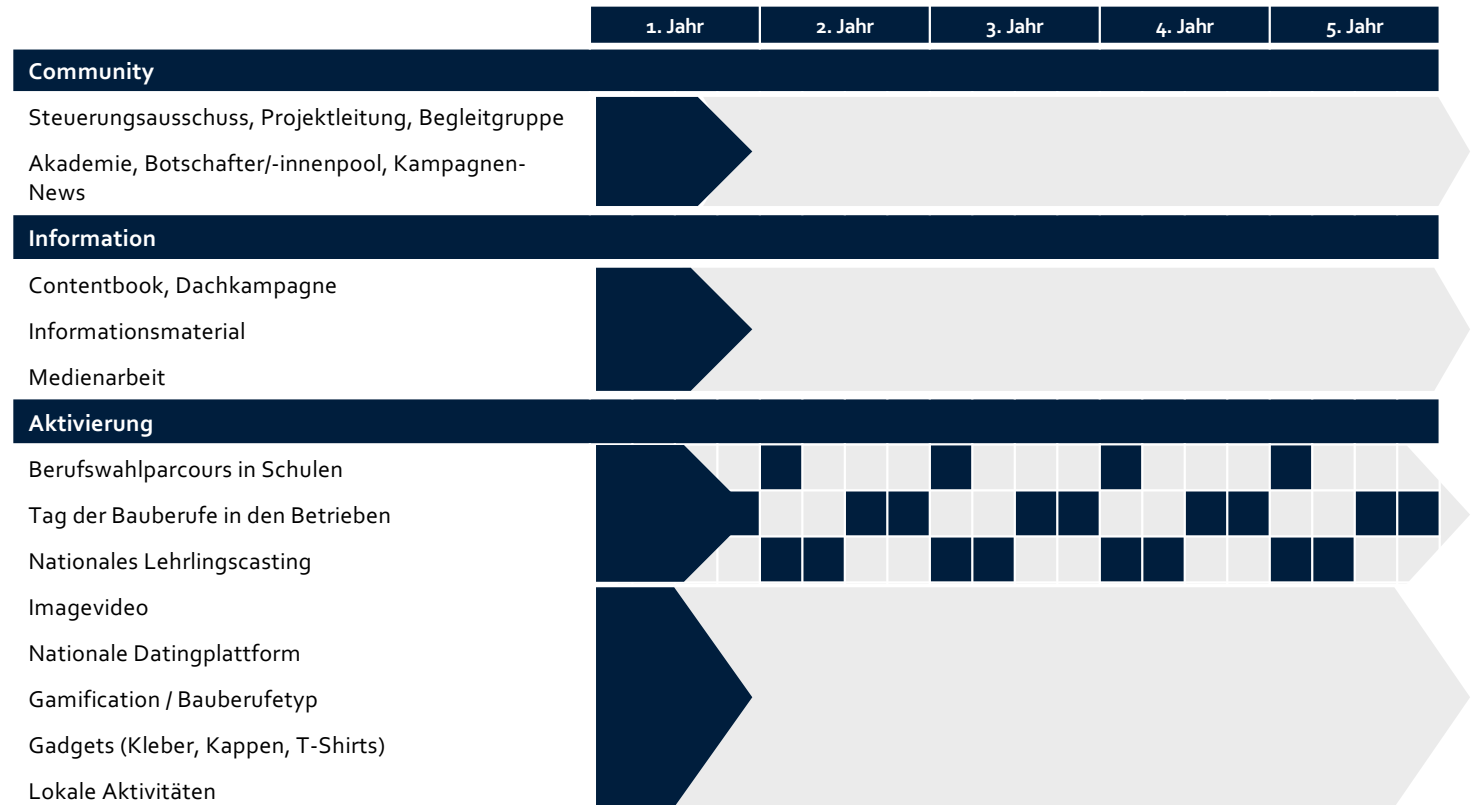 1. Jahr 2. Jahr 3. Jahr 4. Jahr 5. Jahr
Community
Steuerungsausschuss, Projektleitung, Begleitgruppe
Akademie, Botschafter/-innenpool, Kampagnen-
News
Information
Contentbook, Dachkampagne
Informationsmaterial
Medienarbeit
Aktivierung
Berufswahlparcours in Schulen
Tag der Bauberufe in den Betrieben
Nationales Lehrlingscasting
Imagevideo
Nationale Datingplattform
Gamification / Bauberufetyp
Gadgets (Kleber, Kappen, T-Shirts)
Lokale Aktivitäten